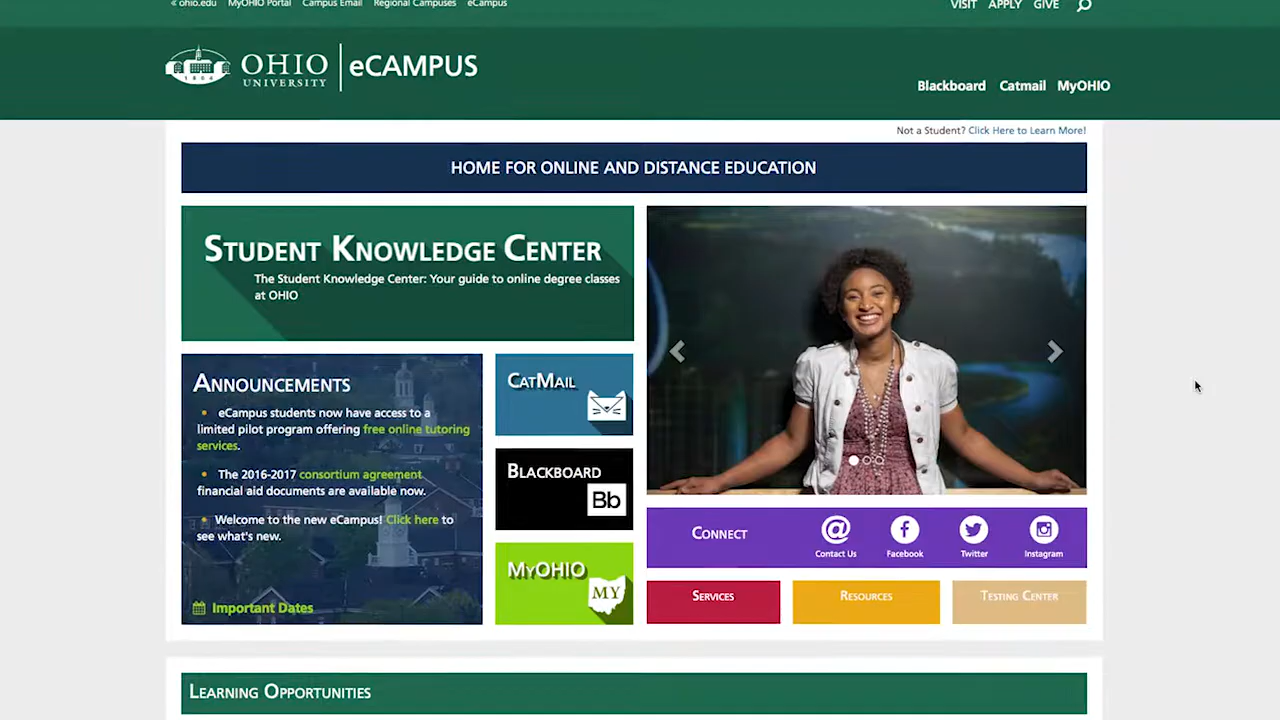 « ohio.edu MyOHIO Portal Campus Email Regional Campuses eCampus
VISIT APPLY GIVE
OHIO
UNIVERSITY
1804
eCAMPUS
Blackboard Catmail MyOHIO
Not a Student? Click Here to Learn More!
HOME FOR ONLINE AND DISTANCE EDUCATION
STUDENT KNOWLEDGE CENTER
The Student Knowledge Center: Your guide to online degree classes
at OHIO
ANNOUNCEMENTS
• eCampus students now have access to a
limited pilot program offering free online tutoring
services.
• The 2016-2017 consortium agreement
financial aid documents are available now.
• Welcome to the new eCampus! Click here to
see what's new.
Important Dates
CATMAIL
BLACKBOARD
Bb
MYOHIO
MY
CONNECT
@
Contact Us
Facebook
Twitter
Instagram
SERVICES
RESOURCES
TESTING CENTER
LEARNING OPPORTUNITIES